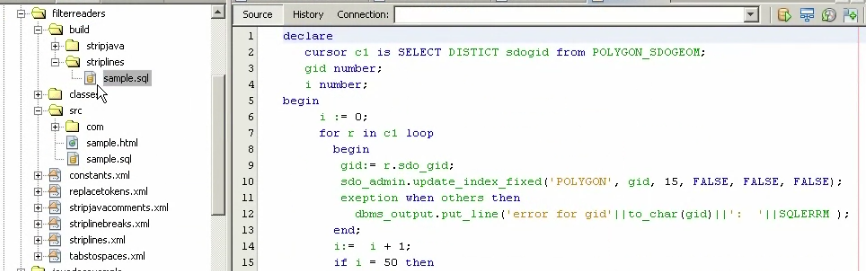 filterreaders
build
stripjava
striplines
sample.sql
classes
src
com
sample.html
sample.sql
constants.xml
replacetokens.xml
stripjavacomments.xml
striplinebreaks.xml
striplines.xml
tabstospaces.xml
Source History Connection:
1 declare
2 cursor c1 is SELECT DISTICT sdogid from POLYGON_SDOGEOM;
3 gid number;
4 i number;
5 begin
6 i := 0;
7 for r in c1 loop
8 begin
9 gid:= r.sdo_gid;
10 sdo_admin.update_index_fixed('POLYGON', gid, 15, FALSE, FALSE, FALSE);
11 exeption when others then
12 dbms_output.put_line('error for gid'||to_char(gid)||': '||SQLERRM );
13 end;
14 i:= i + 1;
15 if i = 50 then